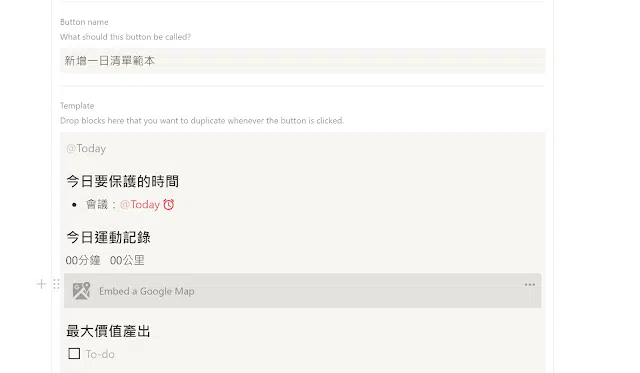 Button name
What should this button be called?
新增一日清單範本
Template
Drop blocks here that you want to duplicate whenever the button is clicked.
@Today
今日要保護的時間
會議：@Today
今日運動記錄
00分鐘 00公里
Embed a Google Map
最大價值產出
To-do